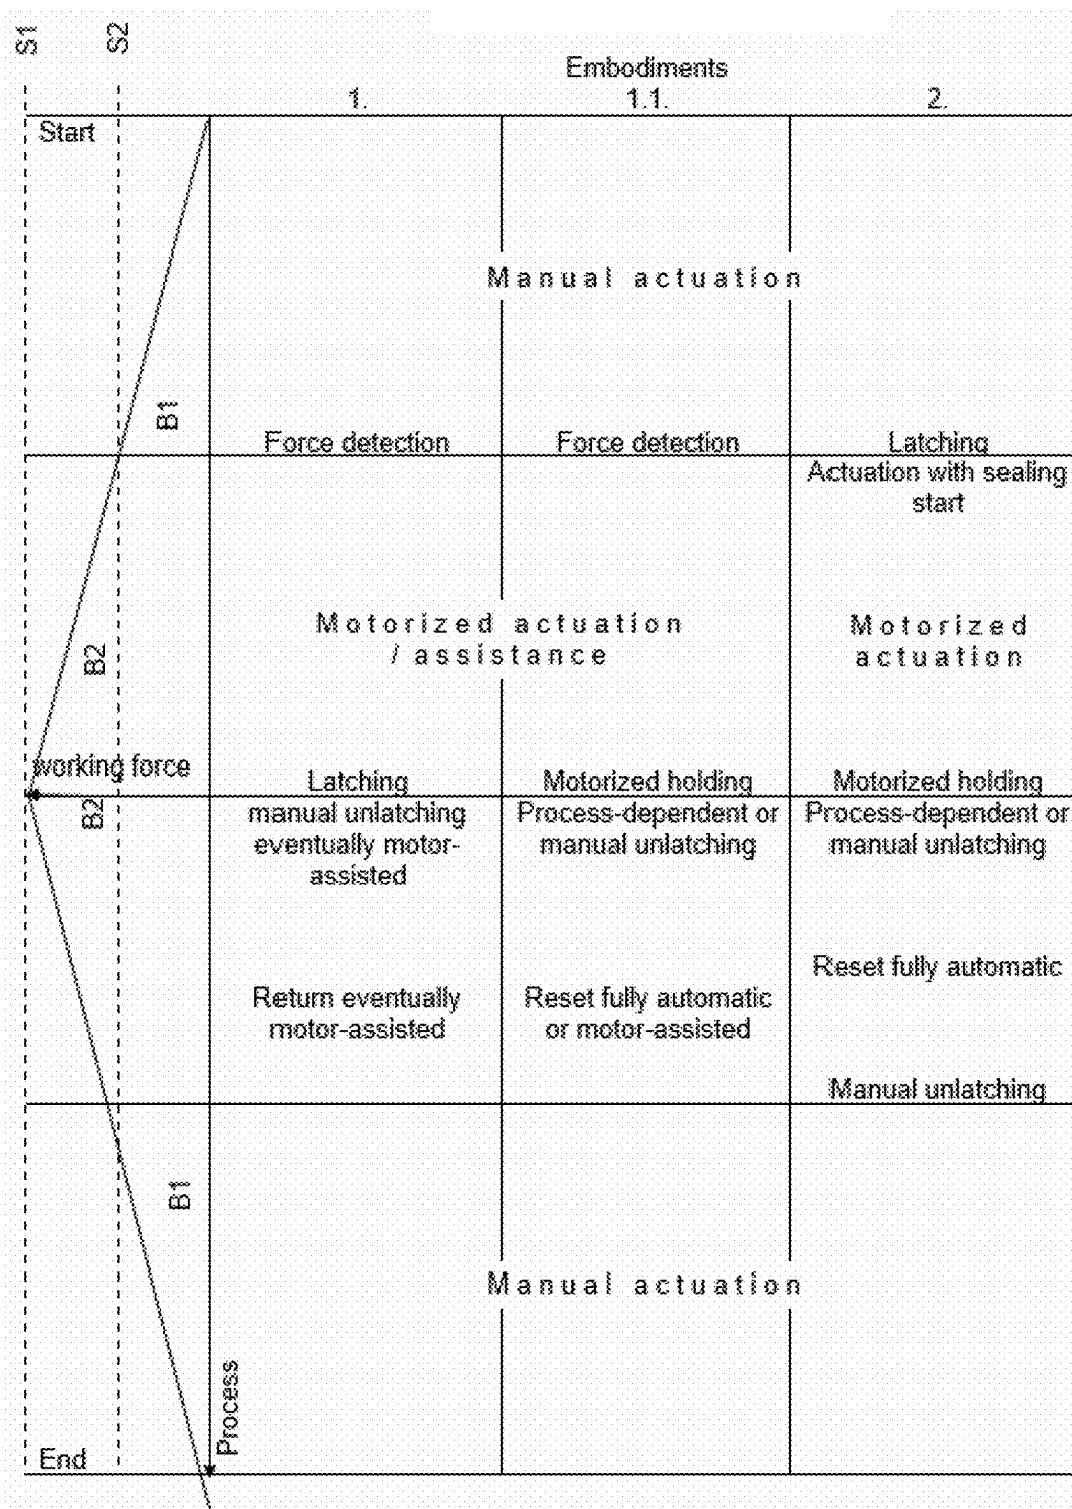 S1
S2
Embodiments
1.
1.1.
2.
Start
Manual actuation
B1
Force detection
Force detection
Latching
Actuation with sealing
start
B2
Motorized actuation
/ assistance
Motorized
actuation
working force
Latching
Motorized holding
Motorized holding
B2
manual unlatching
eventually motor-
assisted
Process-dependent or
manual unlatching
Process-dependent or
manual unlatching
Return eventually
motor-assisted
Reset fully automatic
or motor-assisted
Reset fully automatic
Manual unlatching
B1
Manual actuation
Process
End